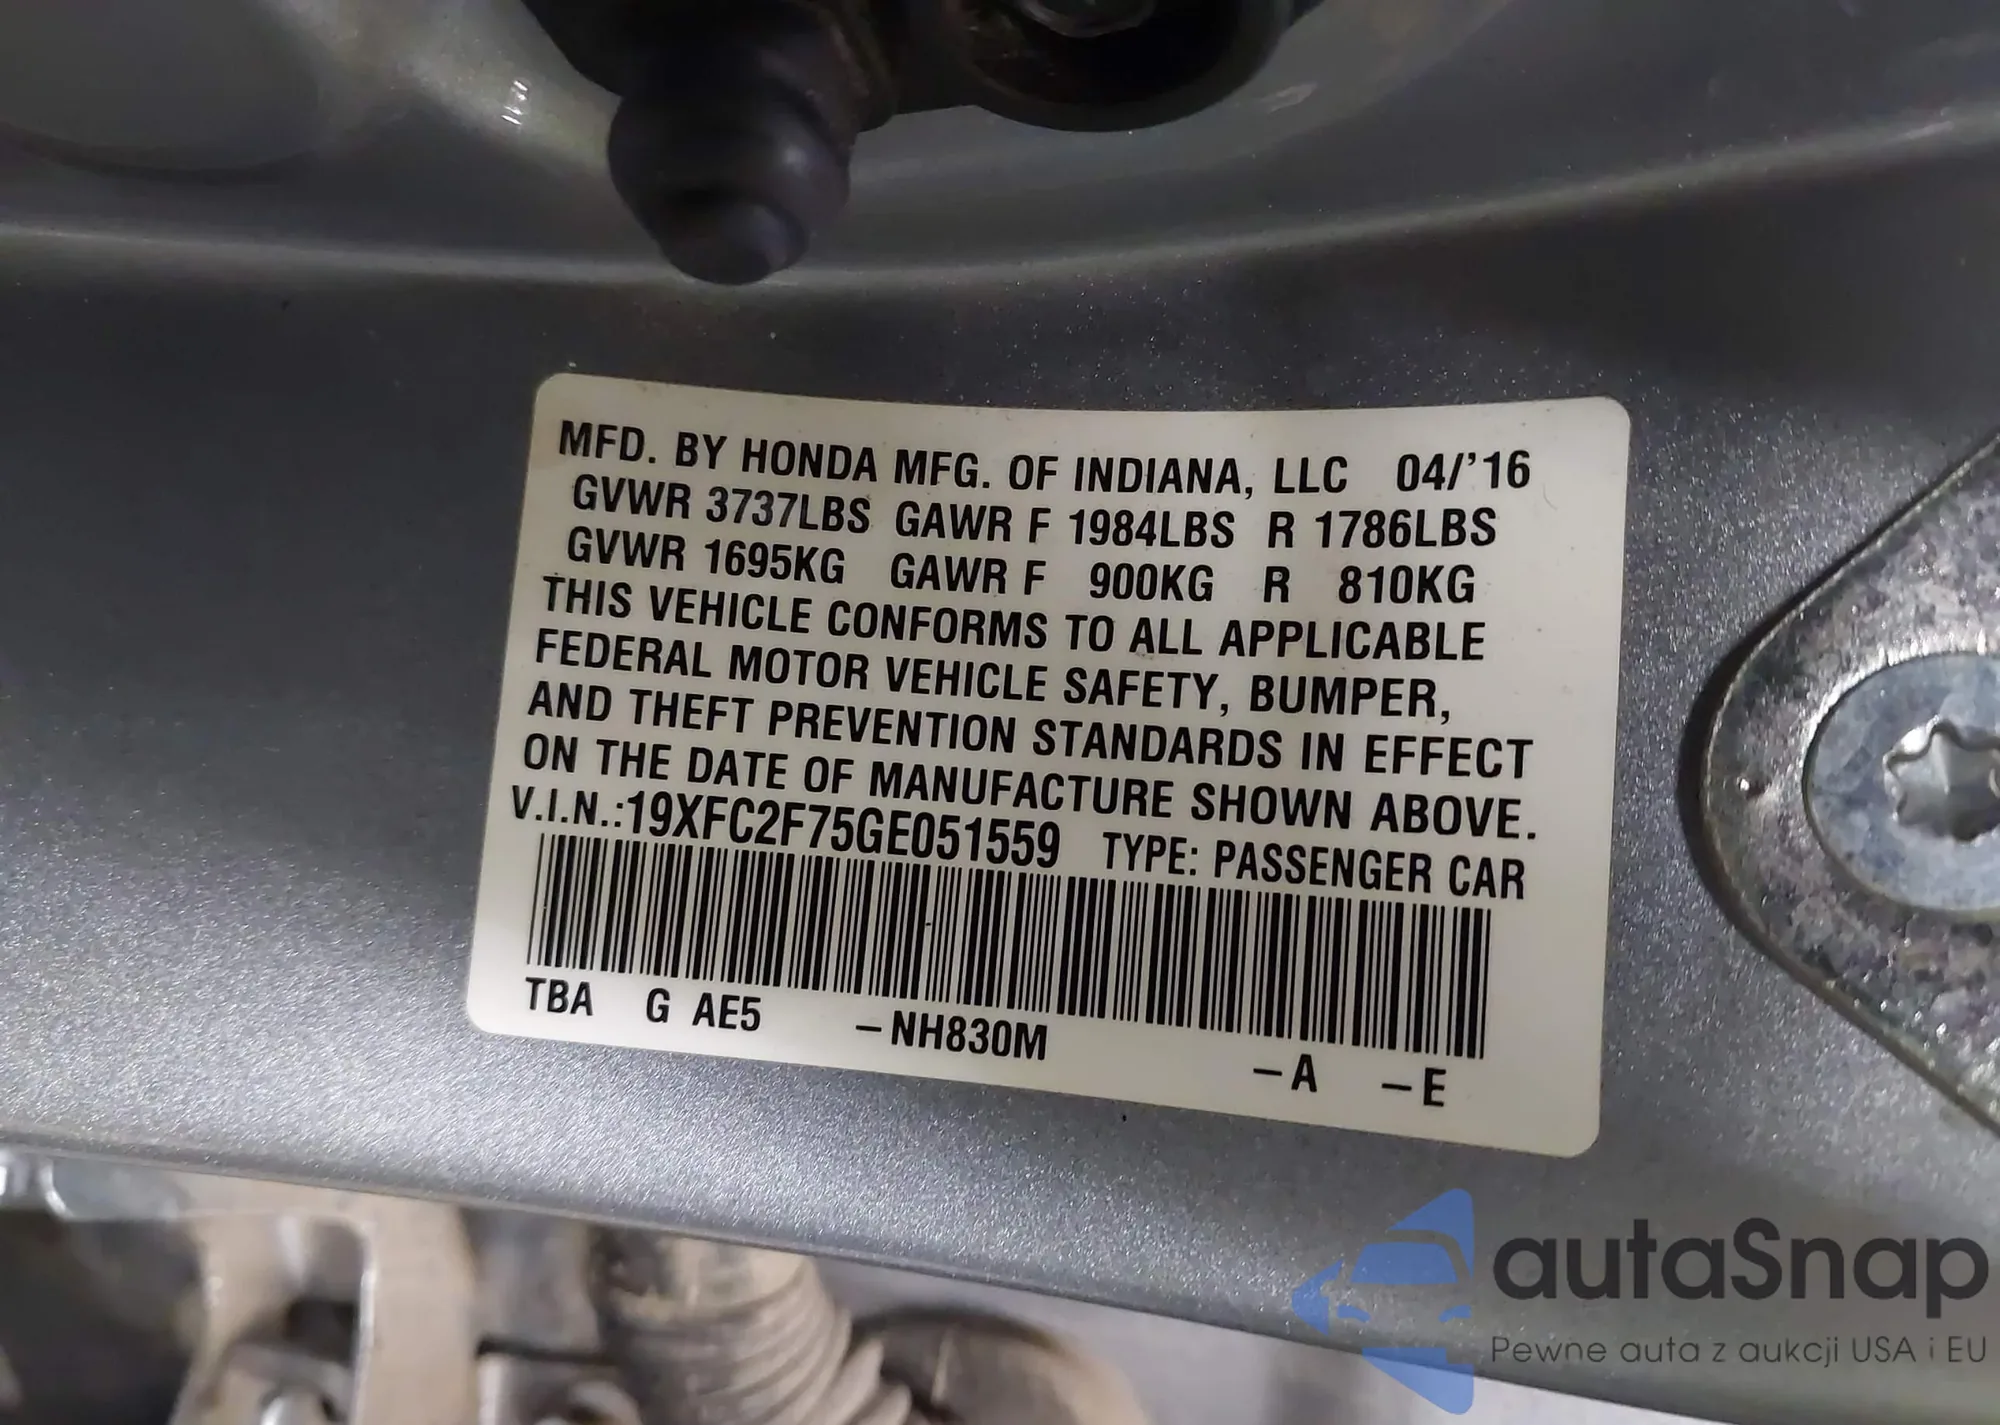 MFD. BY HONDA MFG. OF INDIANA, LLC 04/'16
GVWR 3737LBS GAWR F 1984LBS R 1786LBS
GVWR 1695KG GAWR F 900KG R 810KG
THIS VEHICLE CONFORMS TO ALL APPLICABLE
FEDERAL MOTOR VEHICLE SAFETY, BUMPER,
AND THEFT PREVENTION STANDARDS IN EFFECT
ON THE DATE OF MANUFACTURE SHOWN ABOVE.
V.I.N.:19XFC2F75GE051559 TYPE: PASSENGER CAR
TBA G AE5 –NH830M –A –E
autaSnap
Pewne auta z aukcji USA i EU